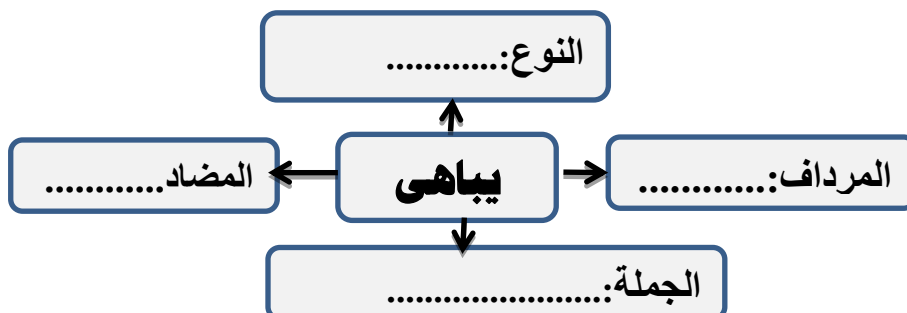 النوع:............
المرداف:.............
يباهى
المضاد............
الجملة:......................